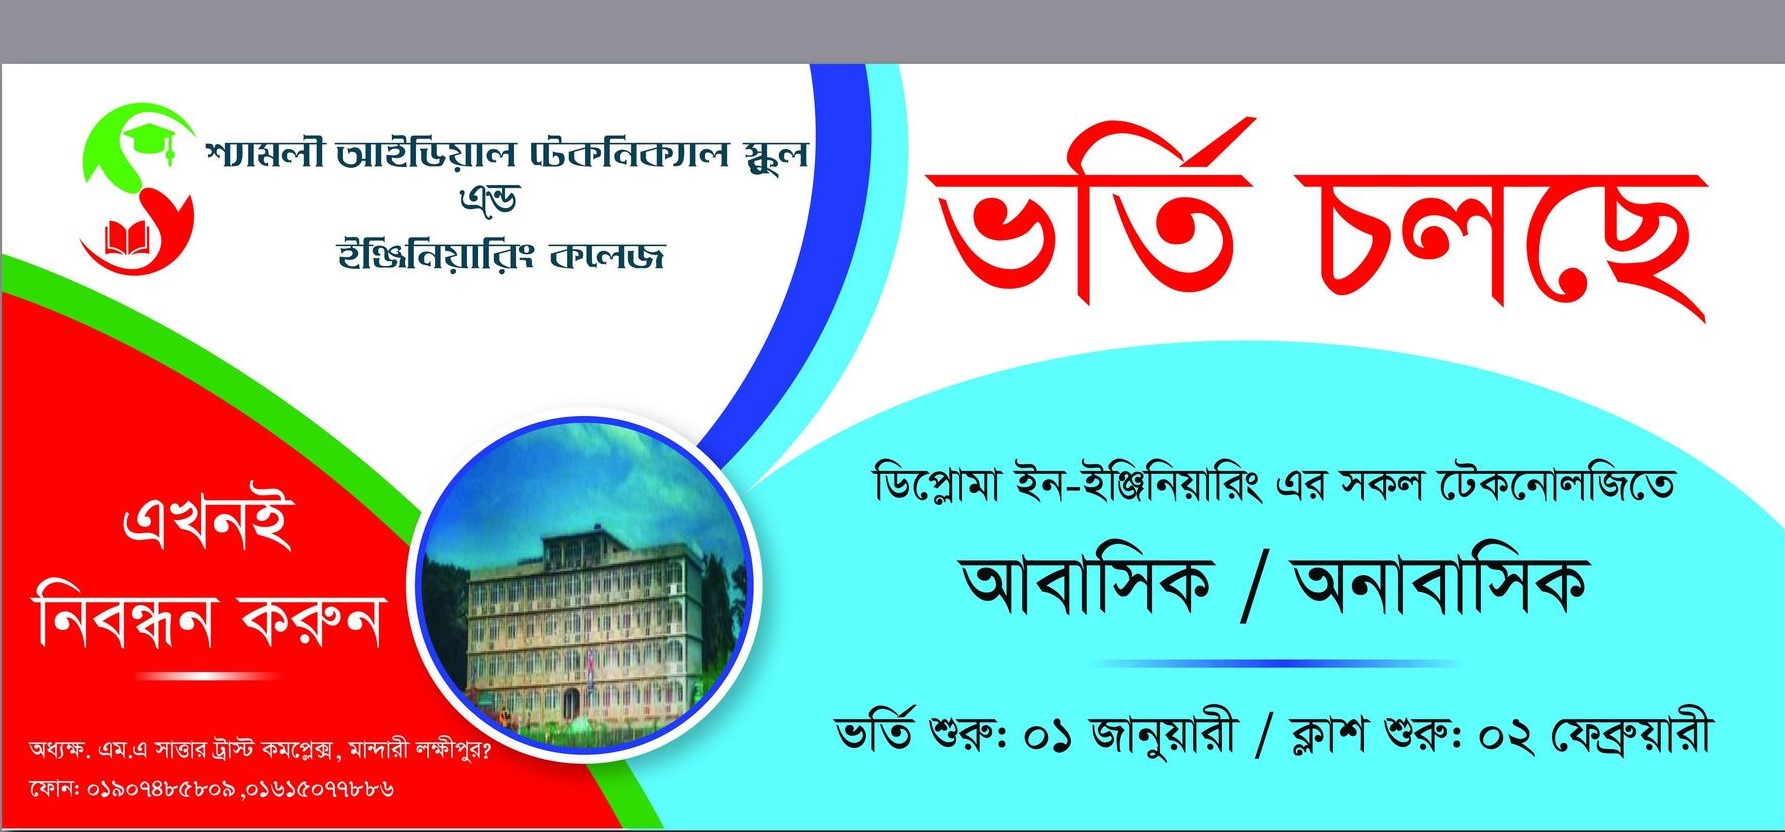 শ্যামলী আইডিয়াল টেকনিক্যাল স্কুল
এন্ড
ইঞ্জিনিয়ারিং কলেজ
ভর্তি চলছে
ডিপ্লোমা ইন-ইঞ্জিনিয়ারিং এর সকল টেকনোলজিতে
আবাসিক / অনাবাসিক
ভর্তি শুরু: ০১ জানুয়ারী / ক্লাশ শুরু: ০২ ফেব্রুয়ারী
এখনই
নিবন্ধন করুন
অধ্যক্ষ. এম.এ সাত্তার ট্রাস্ট কমপ্লেক্স, মান্দারী লক্ষীপুর?
ফোন: ০১৯০৭৪৮৫৮০৯ ,০১৬১৫০৭৭৮৮৬